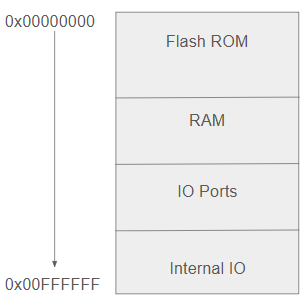 0x00000000
Flash ROM
RAM
IO Ports
Internal IO
0x00FFFFFF